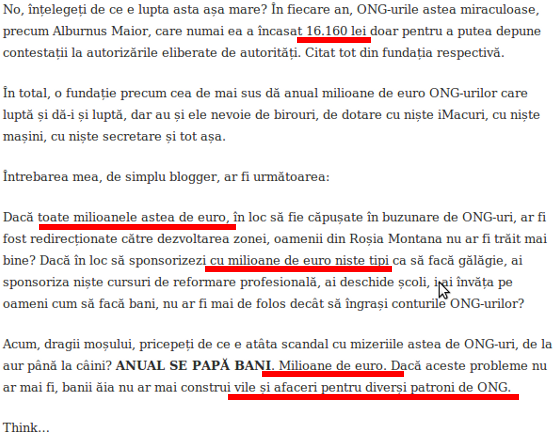 No, înțelegeți de ce e lupta asta așa mare? În fiecare an, ONG-urile astea miraculoase,
precum Alburnus Maior, care numai ea a încasat 16.160 lei doar pentru a putea depune
contestații la autorizările eliberate de autorități. Citat tot din fundația respectivă.
În total, o fundație precum cea de mai sus dă anual milioane de euro ONG-urilor care
luptă și dă-i și luptă, dar au și ele nevoie de birouri, de dotare cu niște iMacuri, cu niște
mașini, cu niște secretare și tot așa.
Întrebarea mea, de simplu blogger, ar fi următoarea:
Dacă toate milioanele astea de euro, în loc să fie căpușate în buzunare de ONG-uri, ar fi
fost redirecționate către dezvoltarea zonei, oamenii din Roșia Montana nu ar fi trăit mai
bine? Dacă în loc să sponsorizezi cu milioane de euro niste tipi ca să facă gălăgie, ai
sponsoriza niște cursuri de reformare profesională, ai deschide școli, i-ai învăța pe
oameni cum să facă bani, nu ar fi mai de folos decât să îngrași conturile ONG-urilor?
Acum, dragii moșului, pricepeți de ce e atâta scandal cu mizeriile astea de ONG-uri, de la
aur până la câini? ANUAL SE PAPĂ BANI. Milioane de euro. Dacă aceste probleme nu
ar mai fi, banii ăia nu ar mai construi vile și afaceri pentru diverși patroni de ONG.
Think...